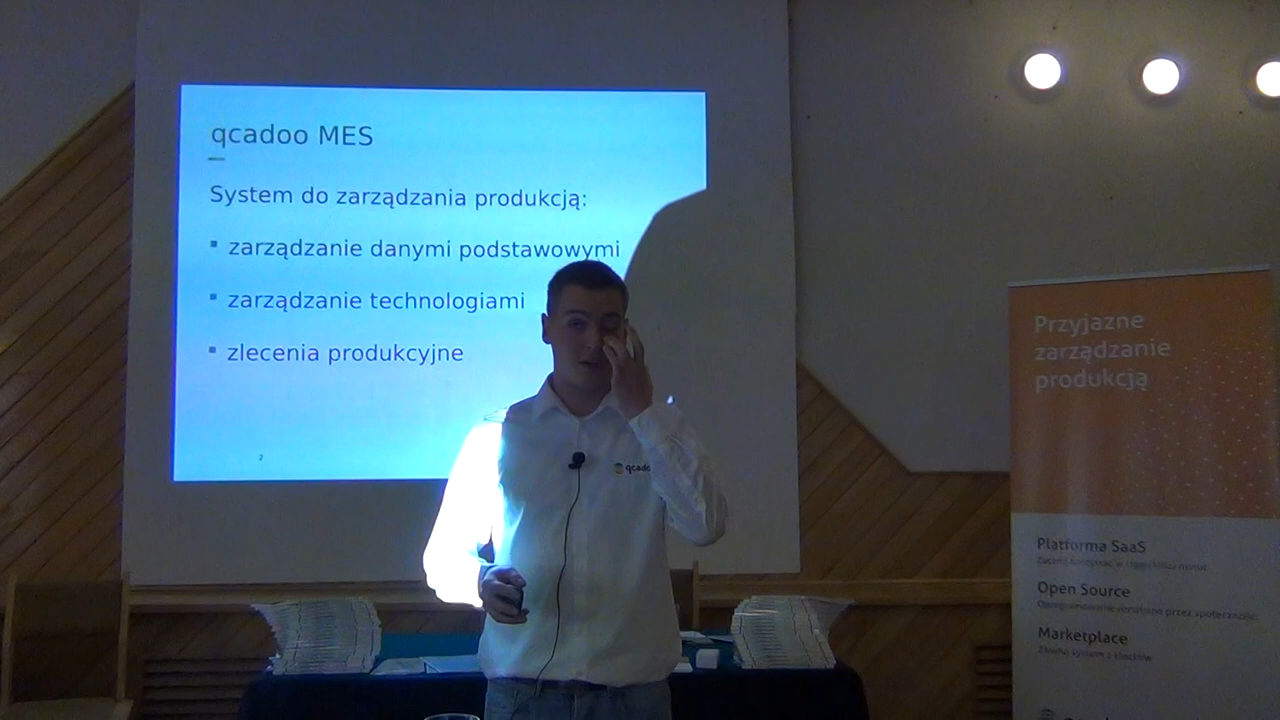 qcadoo MES
System do zarządzania produkcją:
▪ zarządzanie danymi podstawowymi
▪ zarządzanie technologiami
▪ zlecenia produkcyjne
2
qcado
Przyjazne
zarządzanie
produkcją
Platforma SaaS
Open Source
Marketplace